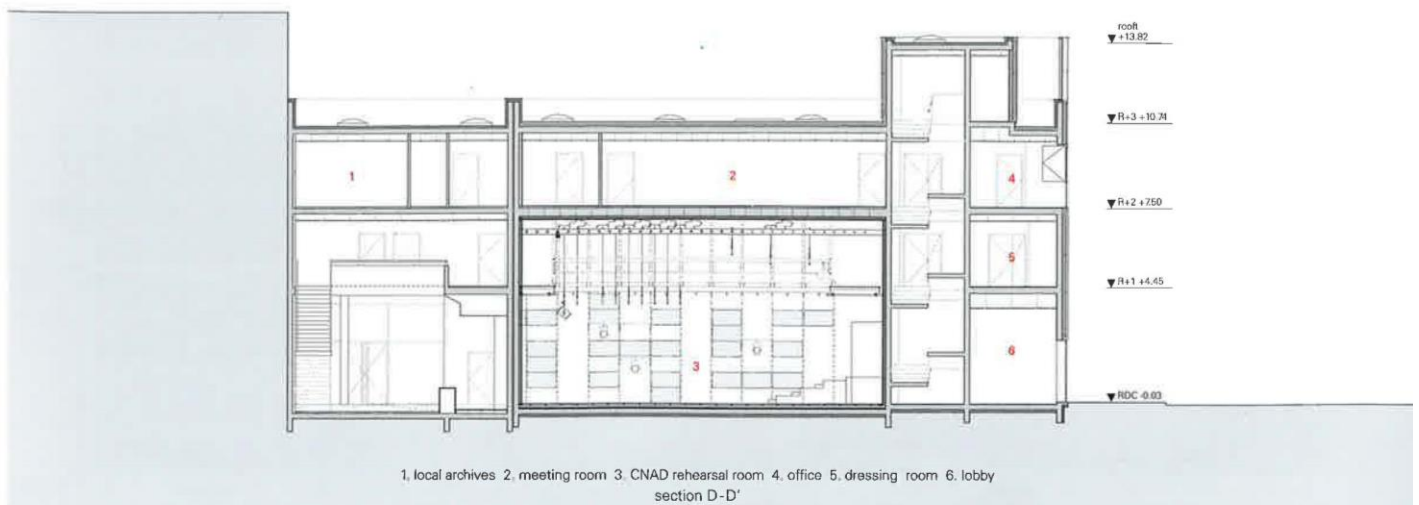 rooft
+13.82
R+3 +10.74
1
2
4
R+2 +7.50
5
R+1 +4.45
3
6
RDC -0.03
1. local archives 2. meeting room 3. CNAD rehearsal room 4. office 5. dressing room 6. lobby
section D-D'